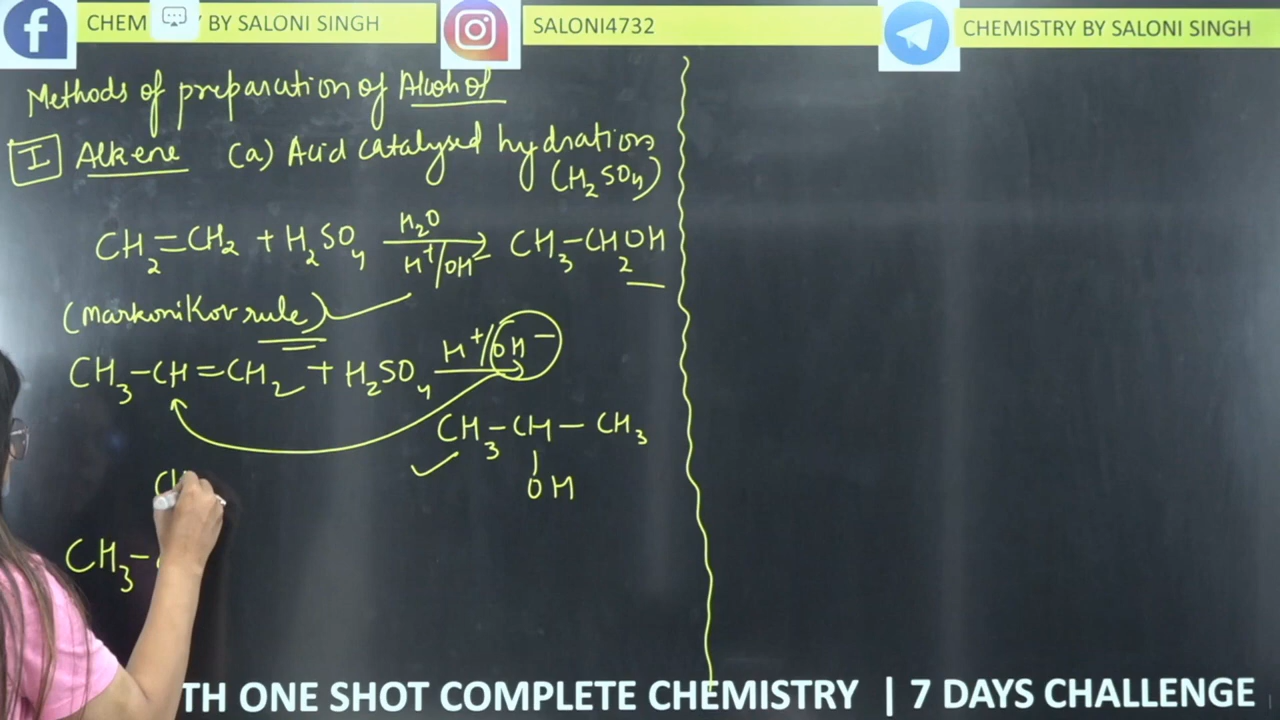 CHEM BY SALONI SINGH
SALONI4732
CHEMISTRY BY SALONI SINGH
Methods of preparation of Alcohol
I Alkene (a) Acid catalysed hydration
(H₂SO₄)
CH₂=CH₂ + H₂SO₄ H₂O H⁺/OH⁻ → CH₃-CH₂OH
(Markonikov rule)
CH₃-CH=CH₂ + H₂SO₄ H⁺/OH⁻ →
CH₃-CH-CH₃
OH
CH₃-
TH ONE SHOT COMPLETE CHEMISTRY | 7 DAYS CHALLENGE